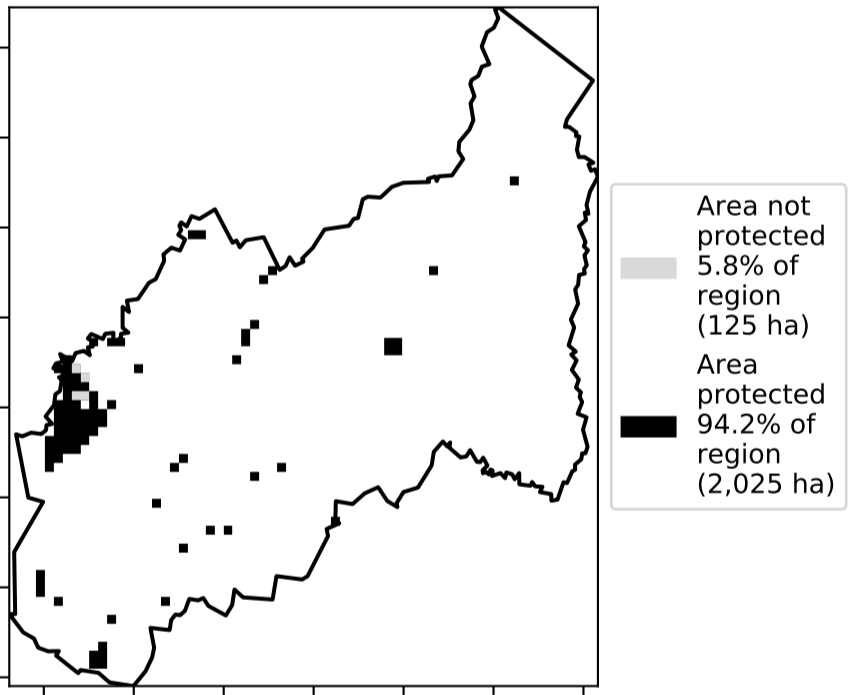 Area not
protected
5.8% of
region
(125 ha)
Area
protected
94.2% of
region
(2,025 ha)